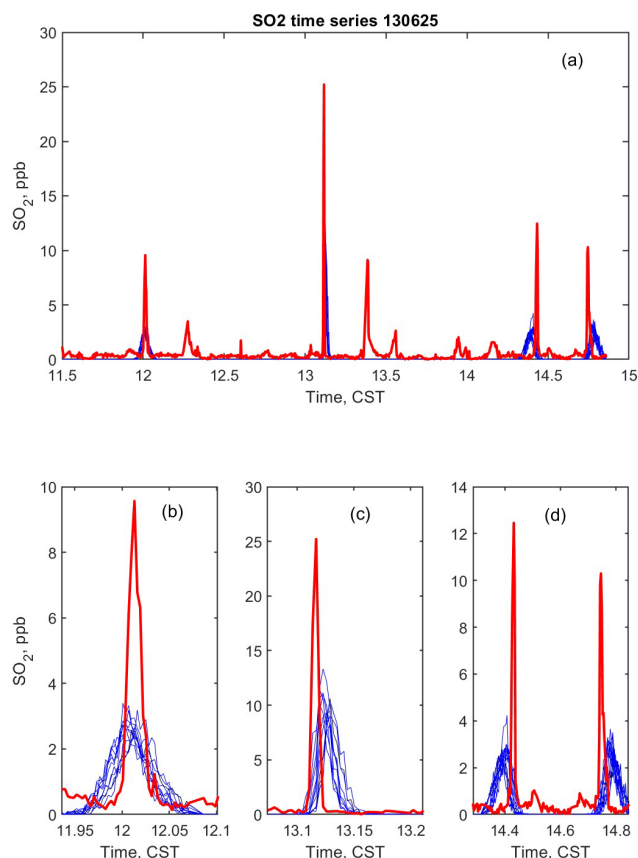 SO2 time series 130625
30
25
20
15
10
5
0
SO2, ppb
(a)
11.5 12 12.5 13 13.5 14 14.5 15
Time, CST
10
8
6
4
2
0
SO2, ppb
(b)
11.95 12 12.05 12.1
Time, CST
30
25
20
15
10
5
0
(c)
13.1 13.15 13.2
Time, CST
14
12
10
8
6
4
2
0
(d)
14.4 14.6 14.8
Time, CST